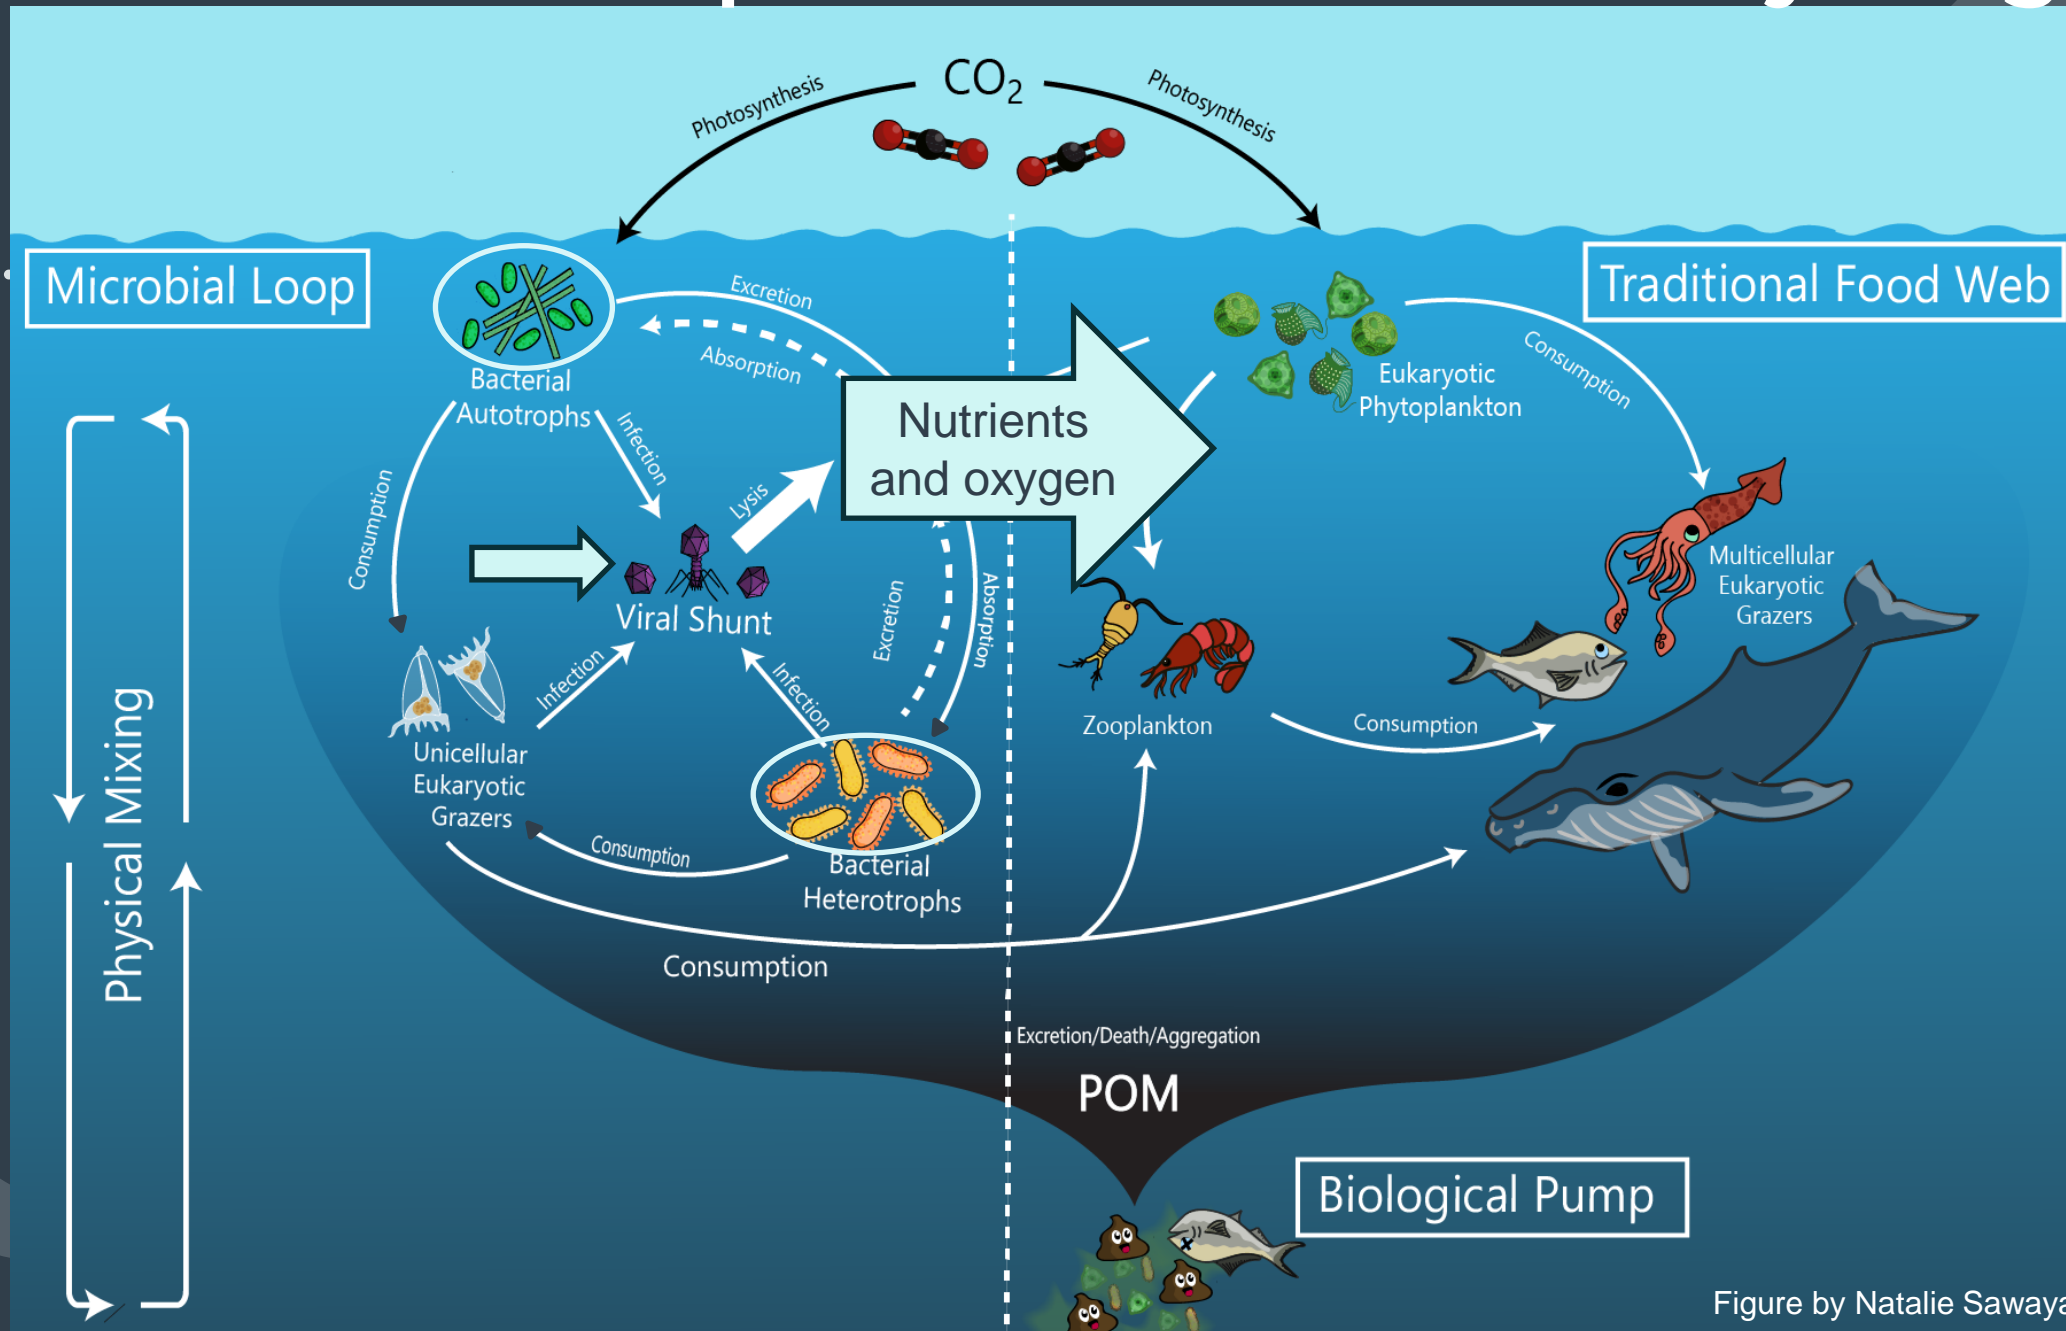 CO₂
Photosynthesis
Photosynthesis
Microbial Loop
Traditional Food Web
Excretion
Absorption
Bacterial
Autotrophs
Infection
Consumption
Lysis
Nutrients
and oxygen
Eukaryotic
Phytoplankton
Consumption
Viral Shunt
Excretion
Absorption
Multicellular
Eukaryotic
Grazers
Infection
Infection
Unicellular
Eukaryotic
Grazers
Zooplankton
Consumption
Physical Mixing
Consumption
Bacterial
Heterotrophs
Consumption
Excretion/Death/Aggregation
POM
Biological Pump
Figure by Natalie Sawaya